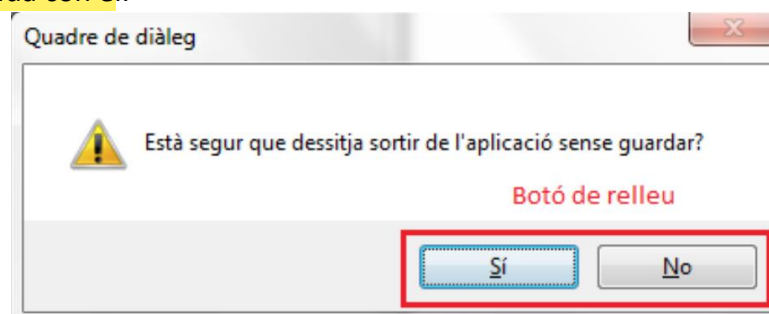 Quadre de diàleg
Està segur que dessitja sortir de l'aplicació sense guardar?
Botó de relleu
Sí
No